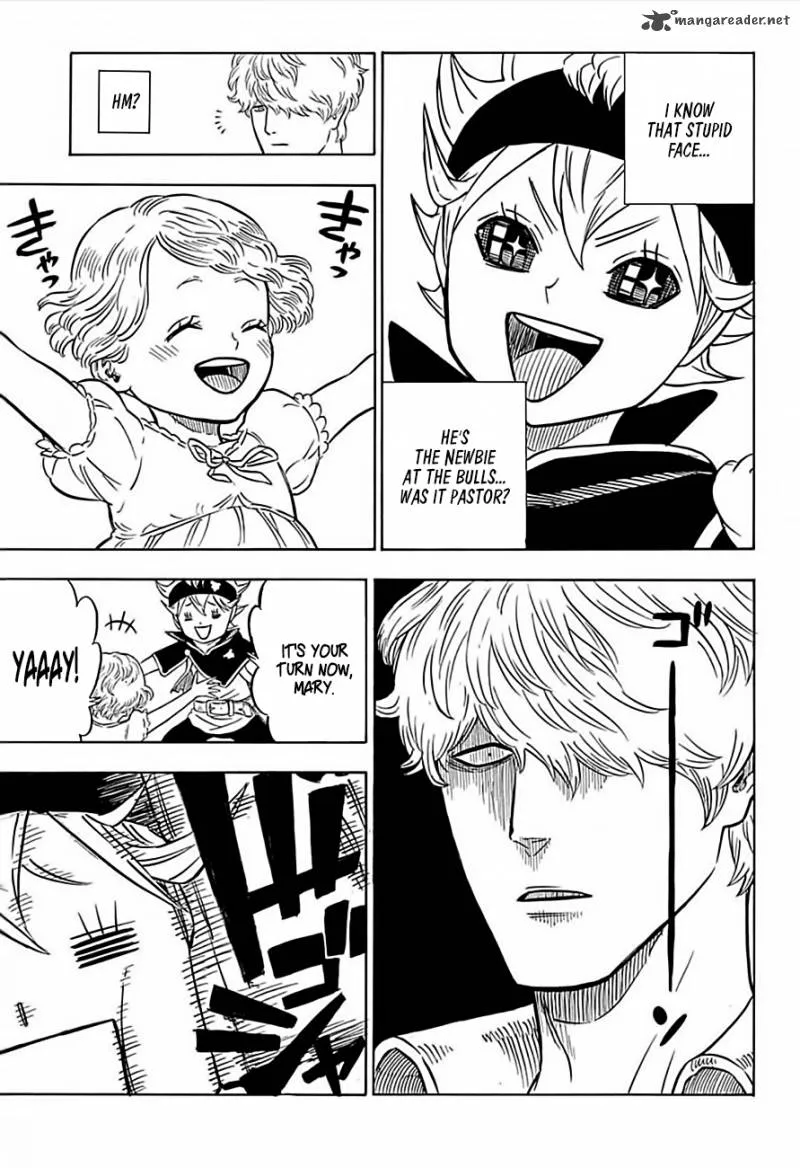 mangareader.net
HM?
I KNOW
THAT STUPID
FACE...
HE'S
THE NEWBIE
AT THE BULLS...
WAS IT PASTOR?
きゃっ
きゃっ
IT'S YOUR
TURN NOW,
MARY.
YAAAY!